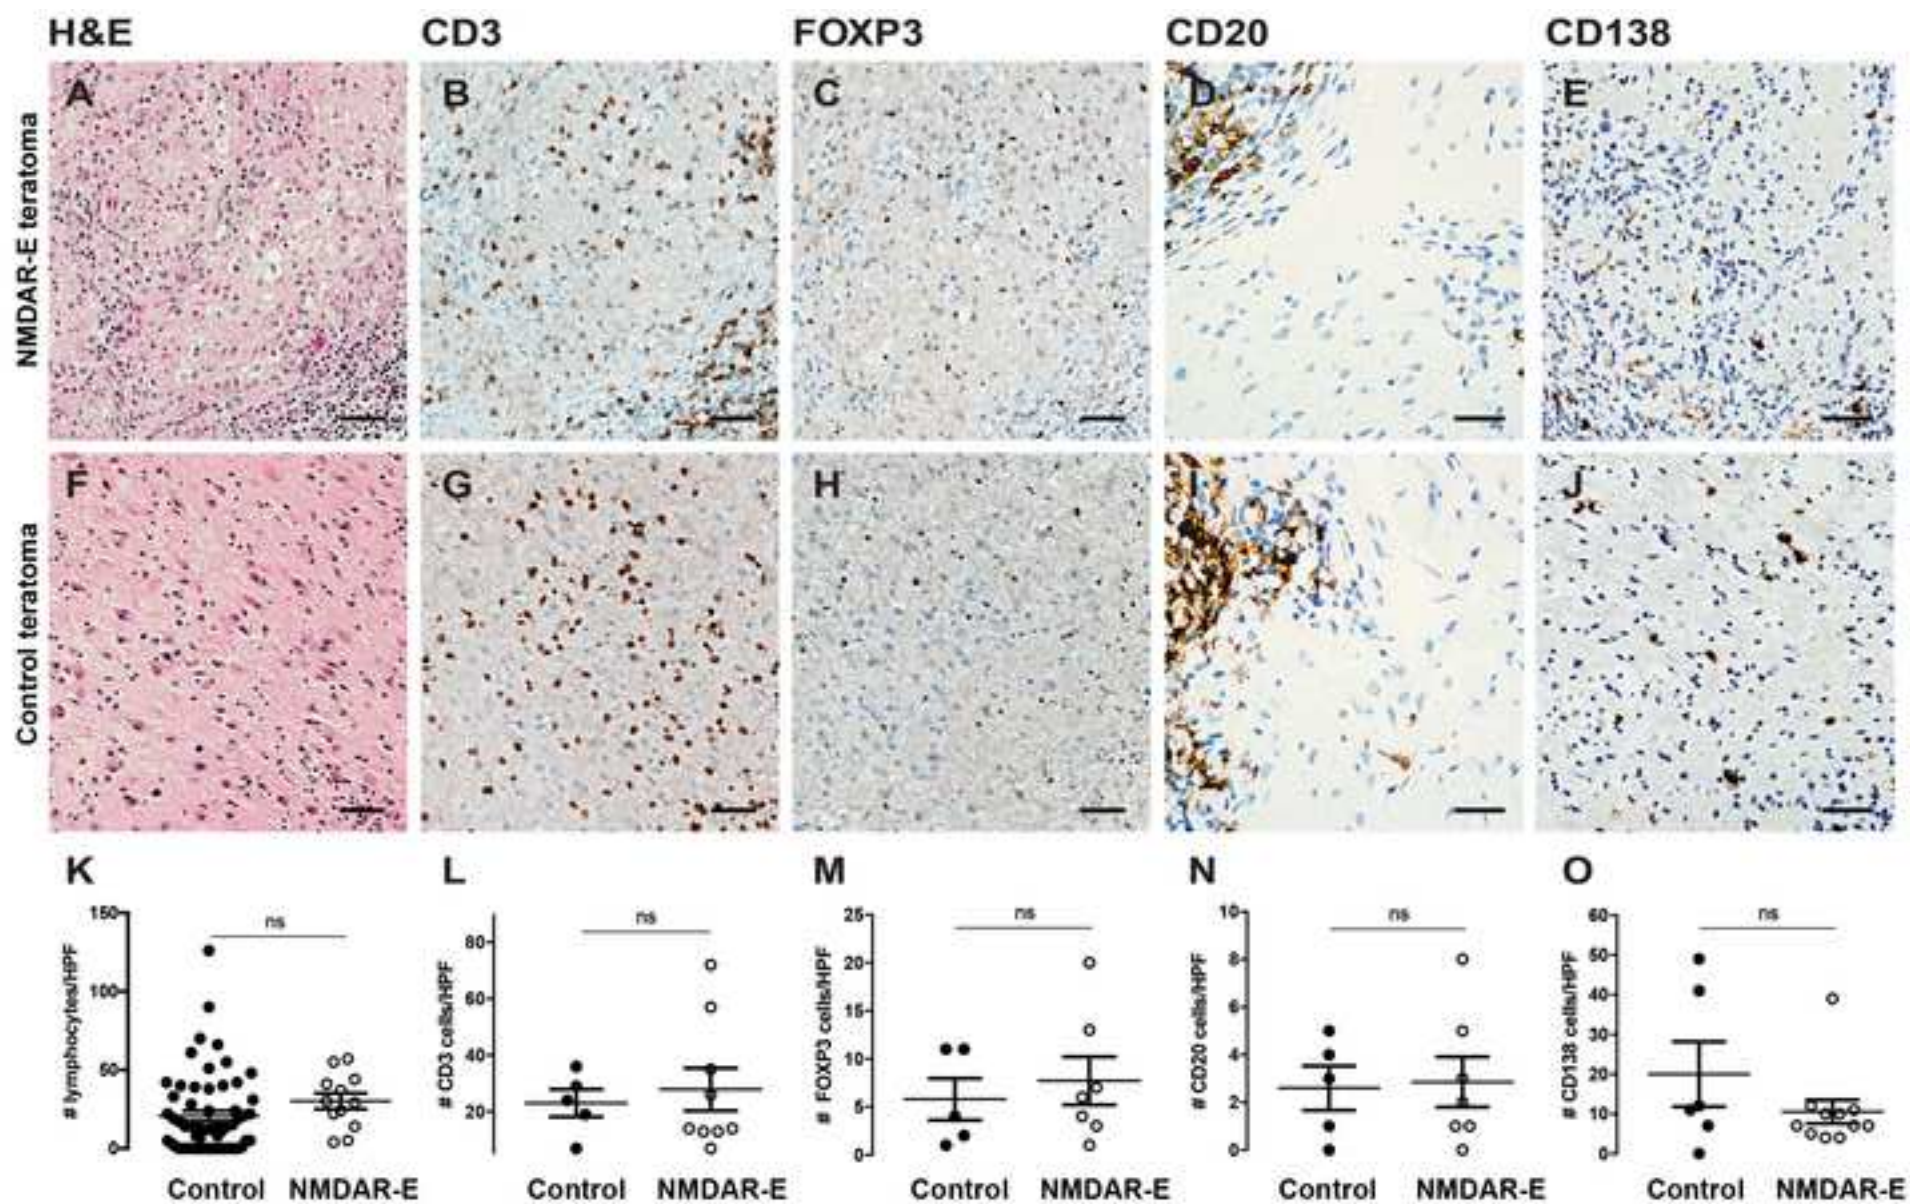 H&E CD3 FOXP3 CD20 CD138
NMDAR-E teratoma
A B C D E
Control teratoma
F G H I J
K L M N O
# lymphocytes/HPF
150
100
50
0
ns
Control NMDAR-E
# CD3 cells/HPF
80
60
40
20
ns
Control NMDAR-E
# FOXP3 cells/HPF
25
20
15
10
5
0
ns
Control NMDAR-E
# CD20 cells/HPF
10
8
6
4
2
0
ns
Control NMDAR-E
# CD138 cells/HPF
60
50
40
30
20
10
0
ns
Control NMDAR-E